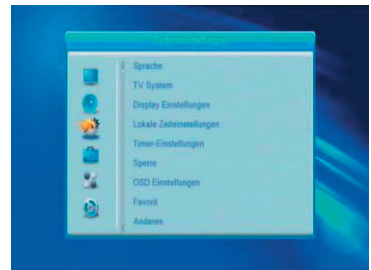 Sprache
TV System
Display Einstellungen
Lokale Zeiteinstellungen
Timer-Einstellungen
Sperre
OSD Einstellungen
Favorit
Anderes